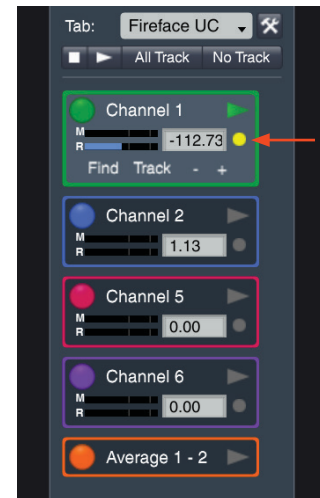 Tab: Fireface UC
All Track No Track
Channel 1
M
R -112.73
Find Track - +
Channel 2
M
R 1.13
Channel 5
M
R 0.00
Channel 6
M
R 0.00
Average 1 - 2